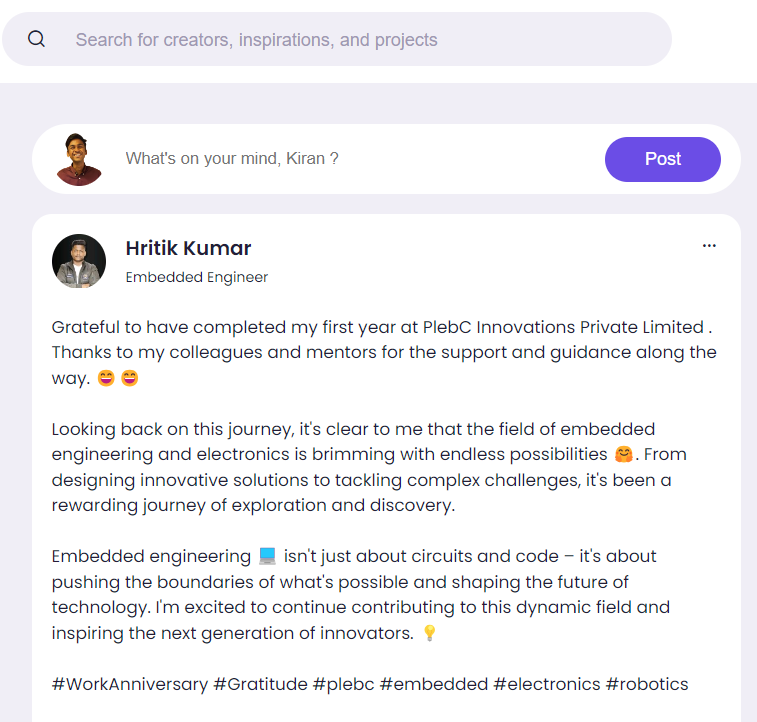 Search for creators, inspirations, and projects
What's on your mind, Kiran ?
Post
Hritik Kumar
Embedded Engineer
Grateful to have completed my first year at PlebC Innovations Private Limited .
Thanks to my colleagues and mentors for the support and guidance along the
way. 😄 😄
Looking back on this journey, it's clear to me that the field of embedded
engineering and electronics is brimming with endless possibilities 🤗. From
designing innovative solutions to tackling complex challenges, it's been a
rewarding journey of exploration and discovery.
Embedded engineering 💻 isn't just about circuits and code – it's about
pushing the boundaries of what's possible and shaping the future of
technology. I'm excited to continue contributing to this dynamic field and
inspiring the next generation of innovators. 💡
#WorkAnniversary #Gratitude #plebc #embedded #electronics #robotics